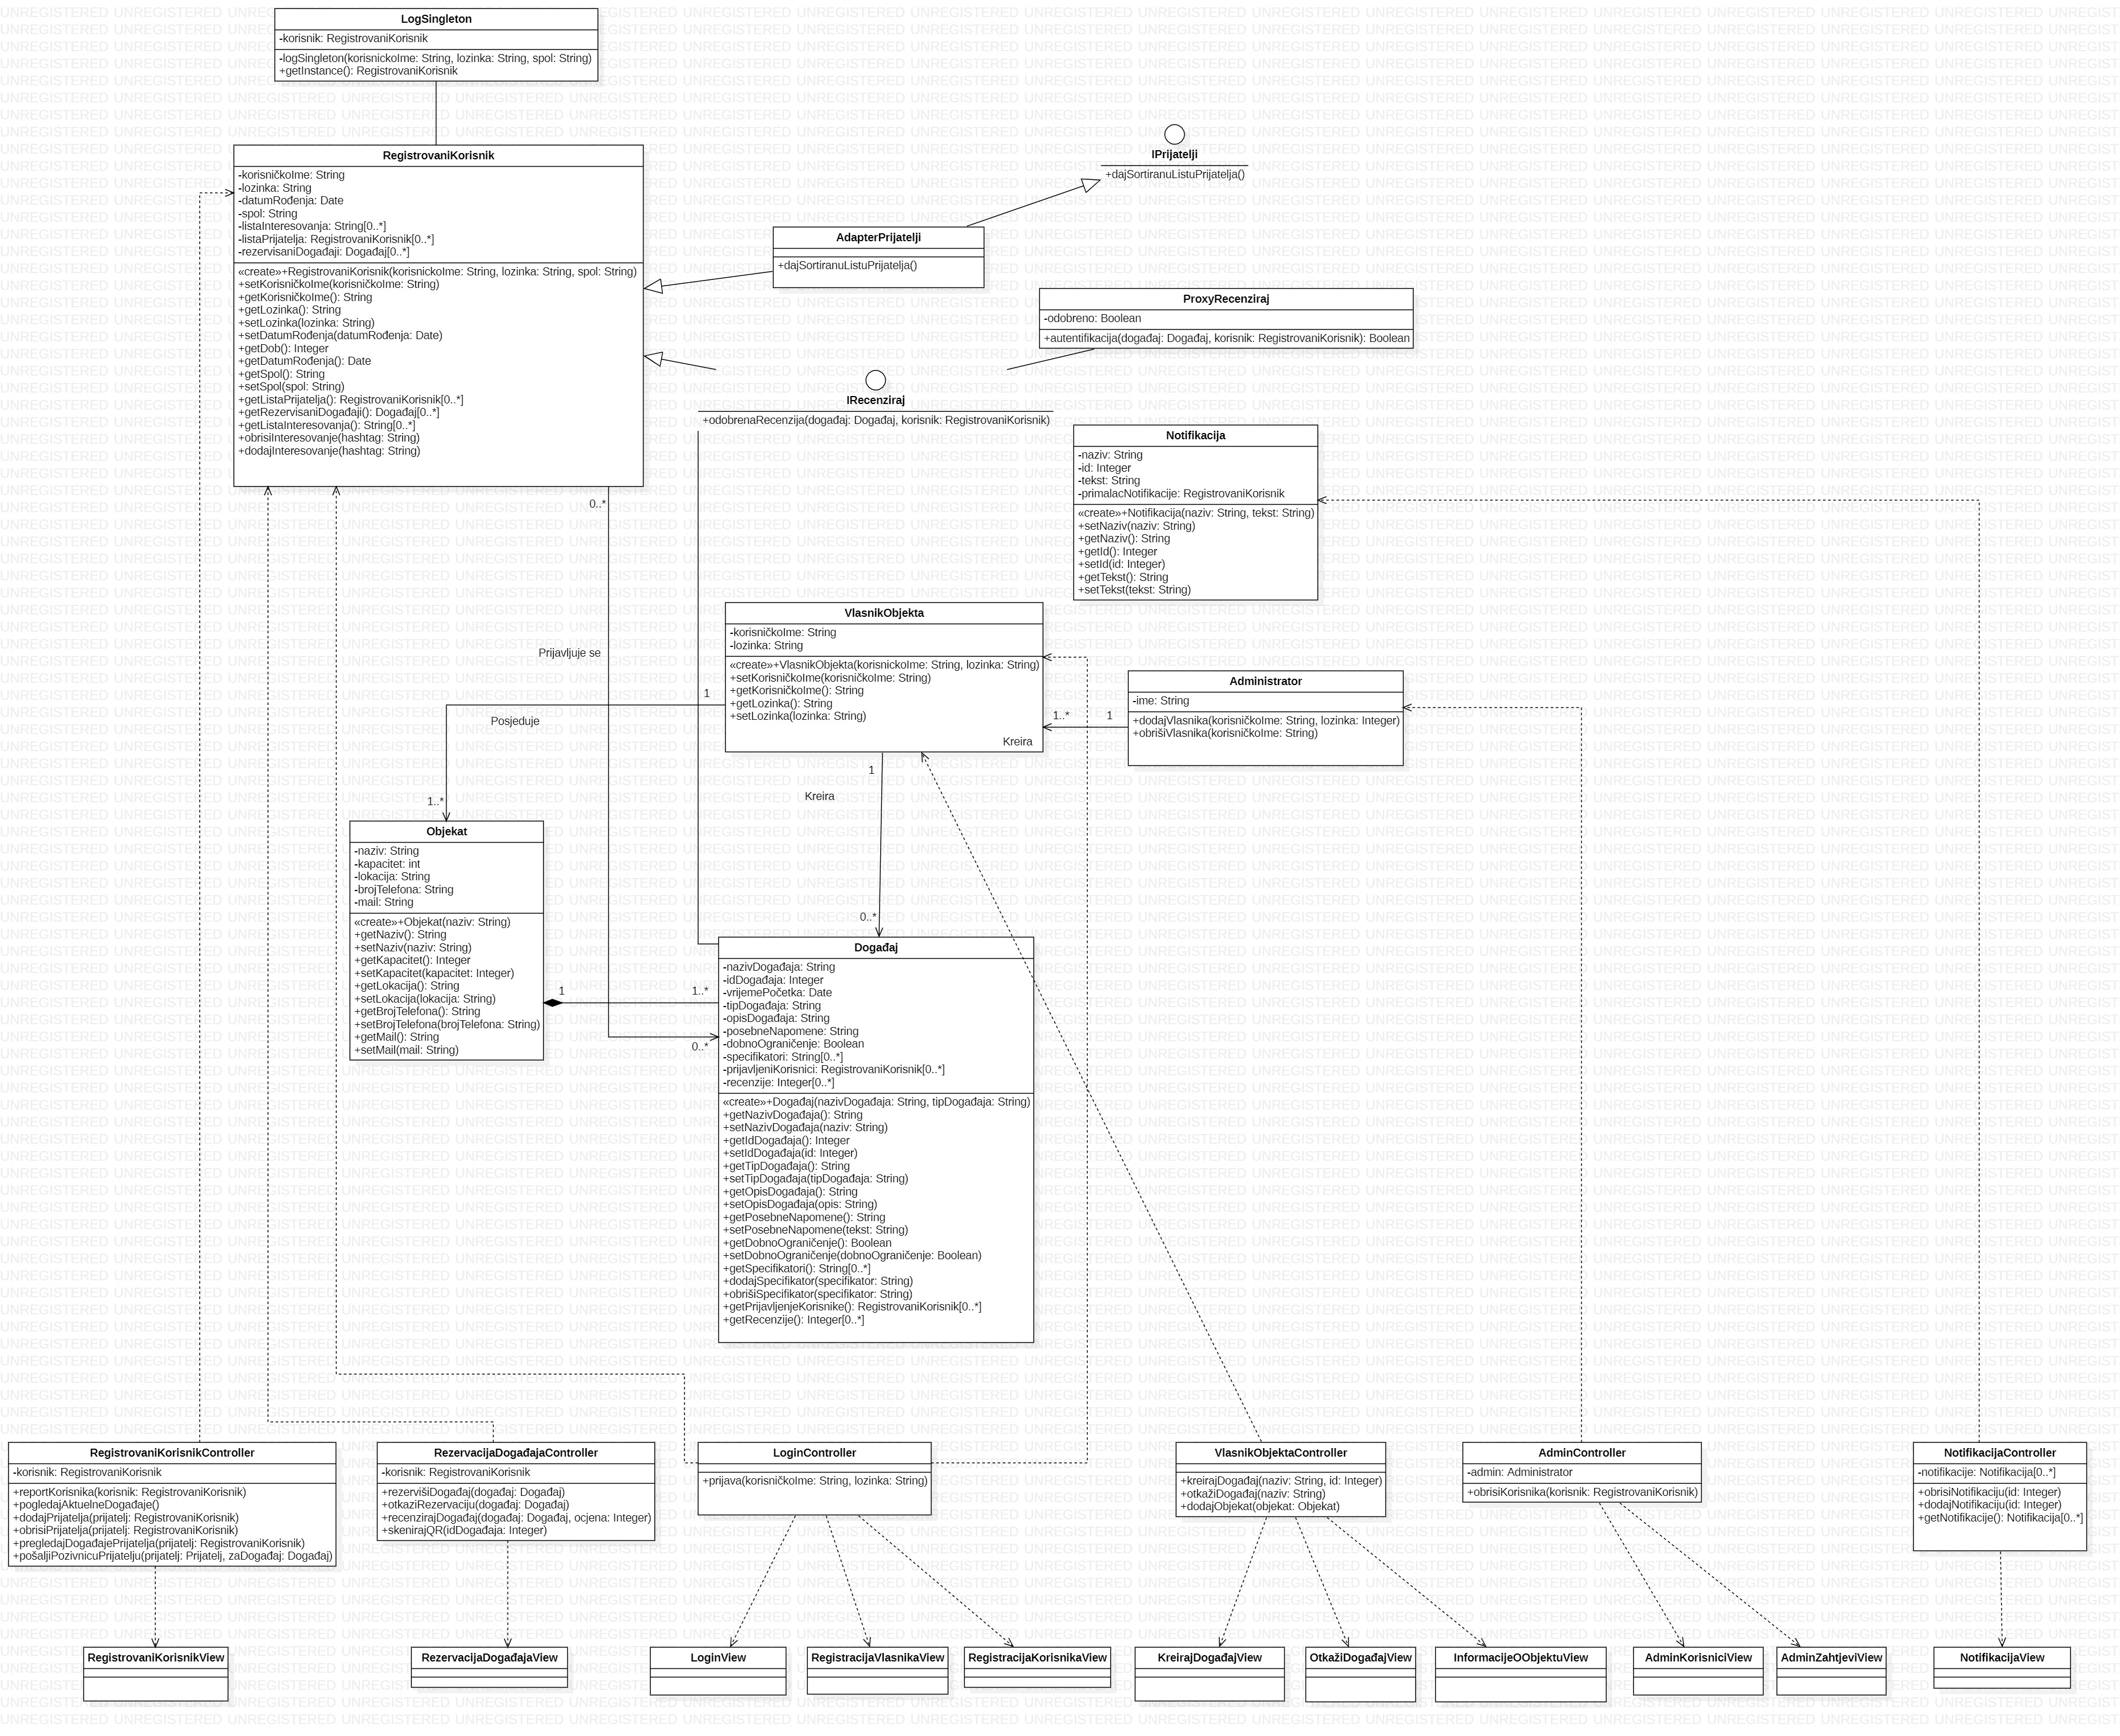 LogSingleton
-korisnik: RegistrovaniKorisnik
-logSingleton(korisnickoIme: String, lozinka: String, spol: String)
+getInstance(): RegistrovaniKorisnik
RegistrovaniKorisnik
-korisničkoIme: String
-lozinka: String
-datumRođenja: Date
-spol: String
-listaInteresovanja: String[0..*]
-listaPrijatelja: RegistrovaniKorisnik[0..*]
-rezervisaniDogađaji: Događaj[0..*]
«create»+RegistrovaniKorisnik(korisnickoIme: String, lozinka: String, spol: String)
+setKorisničkoIme(korisničkoIme: String)
+getKorisničkoIme(): String
+getLozinka(): String
+setLozinka(lozinka: String)
+setDatumRođenja(datumRođenja: Date)
+getDob(): Integer
+getDatumRođenja(): Date
+getSpol(): String
+setSpol(spol: String)
+getListaPrijatelja(): RegistrovaniKorisnik[0..*]
+getRezervisaniDogađaji(): Događaj[0..*]
+getListaInteresovanja(): String[0..*]
+obrisiInteresovanje(hashtag: String)
+dodajInteresovanje(hashtag: String)
IPrijatelji
+dajSortiranuListuPrijatelja()
AdapterPrijatelji
+dajSortiranuListuPrijatelja()
ProxyRecenziraj
-odobreno: Boolean
+autentifikacija(događaj: Događaj, korisnik: RegistrovaniKorisnik): Boolean
IRecenziraj
+odobrenaRecenzija(događaj: Događaj, korisnik: RegistrovaniKorisnik)
Notifikacija
-naziv: String
-id: Integer
-tekst: String
-primalacNotifikacije: RegistrovaniKorisnik
«create»+Notifikacija(naziv: String, tekst: String)
+setNaziv(naziv: String)
+getNaziv(): String
+getId(): Integer
+setId(id: Integer)
+getTekst(): String
+setTekst(tekst: String)
0..*
Prijavljuje se
0..*
VlasnikObjekta
-korisničkoIme: String
-lozinka: String
«create»+VlasnikObjekta(korisnickoIme: String, lozinka: String)
+setKorisničkoIme(korisničkoIme: String)
+getKorisničkoIme(): String
+getLozinka(): String
+setLozinka(lozinka: String)
Kreira
1..*
1
Administrator
-ime: String
+dodajVlasnika(korisničkoIme: String, lozinka: Integer)
+obrišiVlasnika(korisničkoIme: String)
1
Posjeduje
1..*
1
Kreira
0..*
Objekat
-naziv: String
-kapacitet: int
-lokacija: String
-brojTelefona: String
-mail: String
«create»+Objekat(naziv: String)
+getNaziv(): String
+setNaziv(naziv: String)
+getKapacitet(): Integer
+setKapacitet(kapacitet: Integer)
+getLokacija(): String
+setLokacija(lokacija: String)
+getBrojTelefona(): String
+setBrojTelefona(brojTelefona: String)
+getMail(): String
+setMail(mail: String)
1
1..*
Događaj
-nazivDogađaja: String
-idDogađaja: Integer
-vrijemePočetka: Date
-tipDogađaja: String
-opisDogađaja: String
-posebneNapomene: String
-dobnoOgraničenje: Boolean
-specifikatori: String[0..*]
-prijavljeniKorisnici: RegistrovaniKorisnik[0..*]
-recenzije: Integer[0..*]
«create»+Događaj(nazivDogađaja: String, tipDogađaja: String)
+getNazivDogađaja(): String
+setNazivDogađaja(naziv: String)
+getIdDogađaja(): Integer
+setIdDogađaja(id: Integer)
+getTipDogađaja(): String
+setTipDogađaja(tipDogađaja: String)
+getOpisDogađaja(): String
+setOpisDogađaja(opis: String)
+getPosebneNapomene(): String
+setPosebneNapomene(tekst: String)
+getDobnoOgraničenje(): Boolean
+setDobnoOgraničenje(dobnoOgraničenje: Boolean)
+getSpecifikatori(): String[0..*]
+dodajSpecifikator(specifikator: String)
+obrišiSpecifikator(specifikator: String)
+getPrijavljenjeKorisnike(): RegistrovaniKorisnik[0..*]
+getRecenzije(): Integer[0..*]
RegistrovaniKorisnikController
-korisnik: RegistrovaniKorisnik
+reportKorisnika(korisnik: RegistrovaniKorisnik)
+pogledajAktuelneDogađaje()
+dodajPrijatelja(prijatelj: RegistrovaniKorisnik)
+obrisiPrijatelja(prijatelj: RegistrovaniKorisnik)
+pregledajDogađajePrijatelja(prijatelj: RegistrovaniKorisnik)
+pošaljiPozivnicuPrijatelju(prijatelj: Prijatelj, zaDogađaj: Događaj)
RezervacijaDogađajaController
-korisnik: RegistrovaniKorisnik
+rezervišiDogađaj(događaj: Događaj)
+otkaziRezervaciju(događaj: Događaj)
+recenzirajDogađaj(događaj: Događaj, ocjena: Integer)
+skenirajQR(idDogađaja: Integer)
LoginController
+prijava(korisničkoIme: String, lozinka: String)
VlasnikObjektaController
+kreirajDogađaj(naziv: String, id: Integer)
+otkažiDogađaj(naziv: String)
+dodajObjekat(objekat: Objekat)
AdminController
-admin: Administrator
+obrisiKorisnika(korisnik: RegistrovaniKorisnik)
NotifikacijaController
-notifikacije: Notifikacija[0..*]
+obrisiNotifikaciju(id: Integer)
+dodajNotifikaciju(id: Integer)
+getNotifikacije(): Notifikacija[0..*]
RegistrovaniKorisnikView
RezervacijaDogađajaView
LoginView
RegistracijaVlasnikaView
RegistracijaKorisnikaView
KreirajDogađajView
OtkažiDogađajView
InformacijeOObjektuView
AdminKorisniciView
AdminZahtjeviView
NotifikacijaView